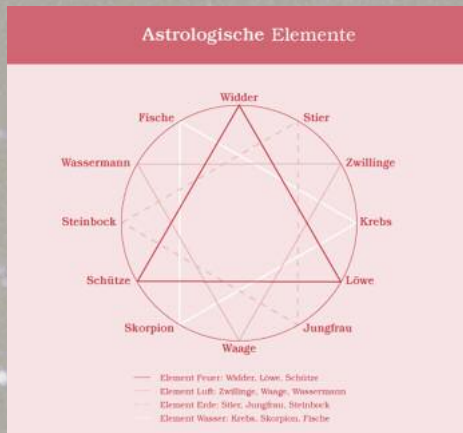 Astrologische Elemente
Widder
Fische
Stier
Wassermann
Zwillinge
Steinbock
Krebs
Schütze
Löwe
Skorpion
Jungfrau
Waage
Element Feuer: Widder, Löwe, Schütze
Element Luft: Zwillinge, Waage, Wassermann
Element Erde: Stier, Jungfrau, Steinbock
Element Wasser: Krebs, Skorpion, Fische